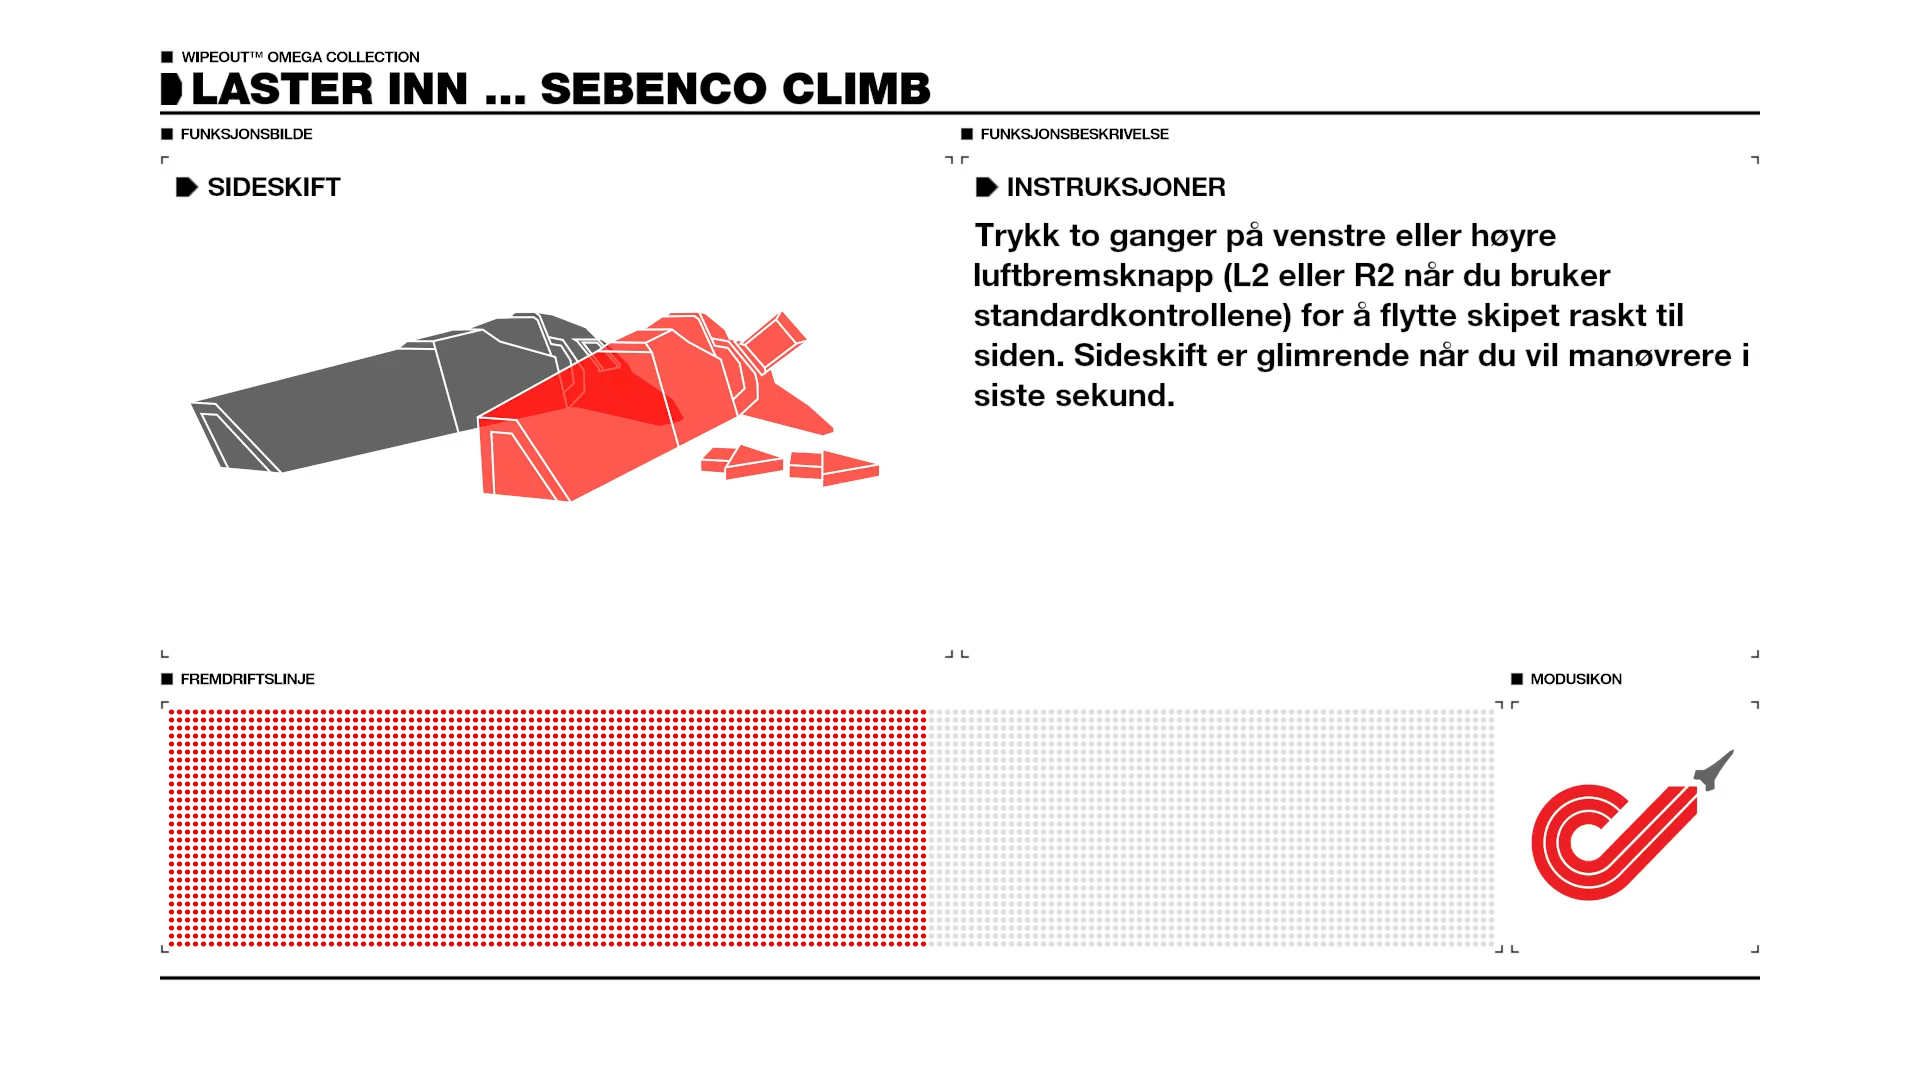 WIPEOUT™ OMEGA COLLECTION
LASTER INN ... SEBENCO CLIMB
FUNKSJONSBILDE
SIDESKIFT
FUNKSJONSBESKRIVELSE
INSTRUKSJONER
Trykk to ganger på venstre eller høyre
luftbremsknapp (L2 eller R2 når du bruker
standardkontrollene) for å flytte skipet raskt til
siden. Sideskift er glimrende når du vil manøvrere i
siste sekund.
FREMDRIFTSLINJE
MODUSIKON